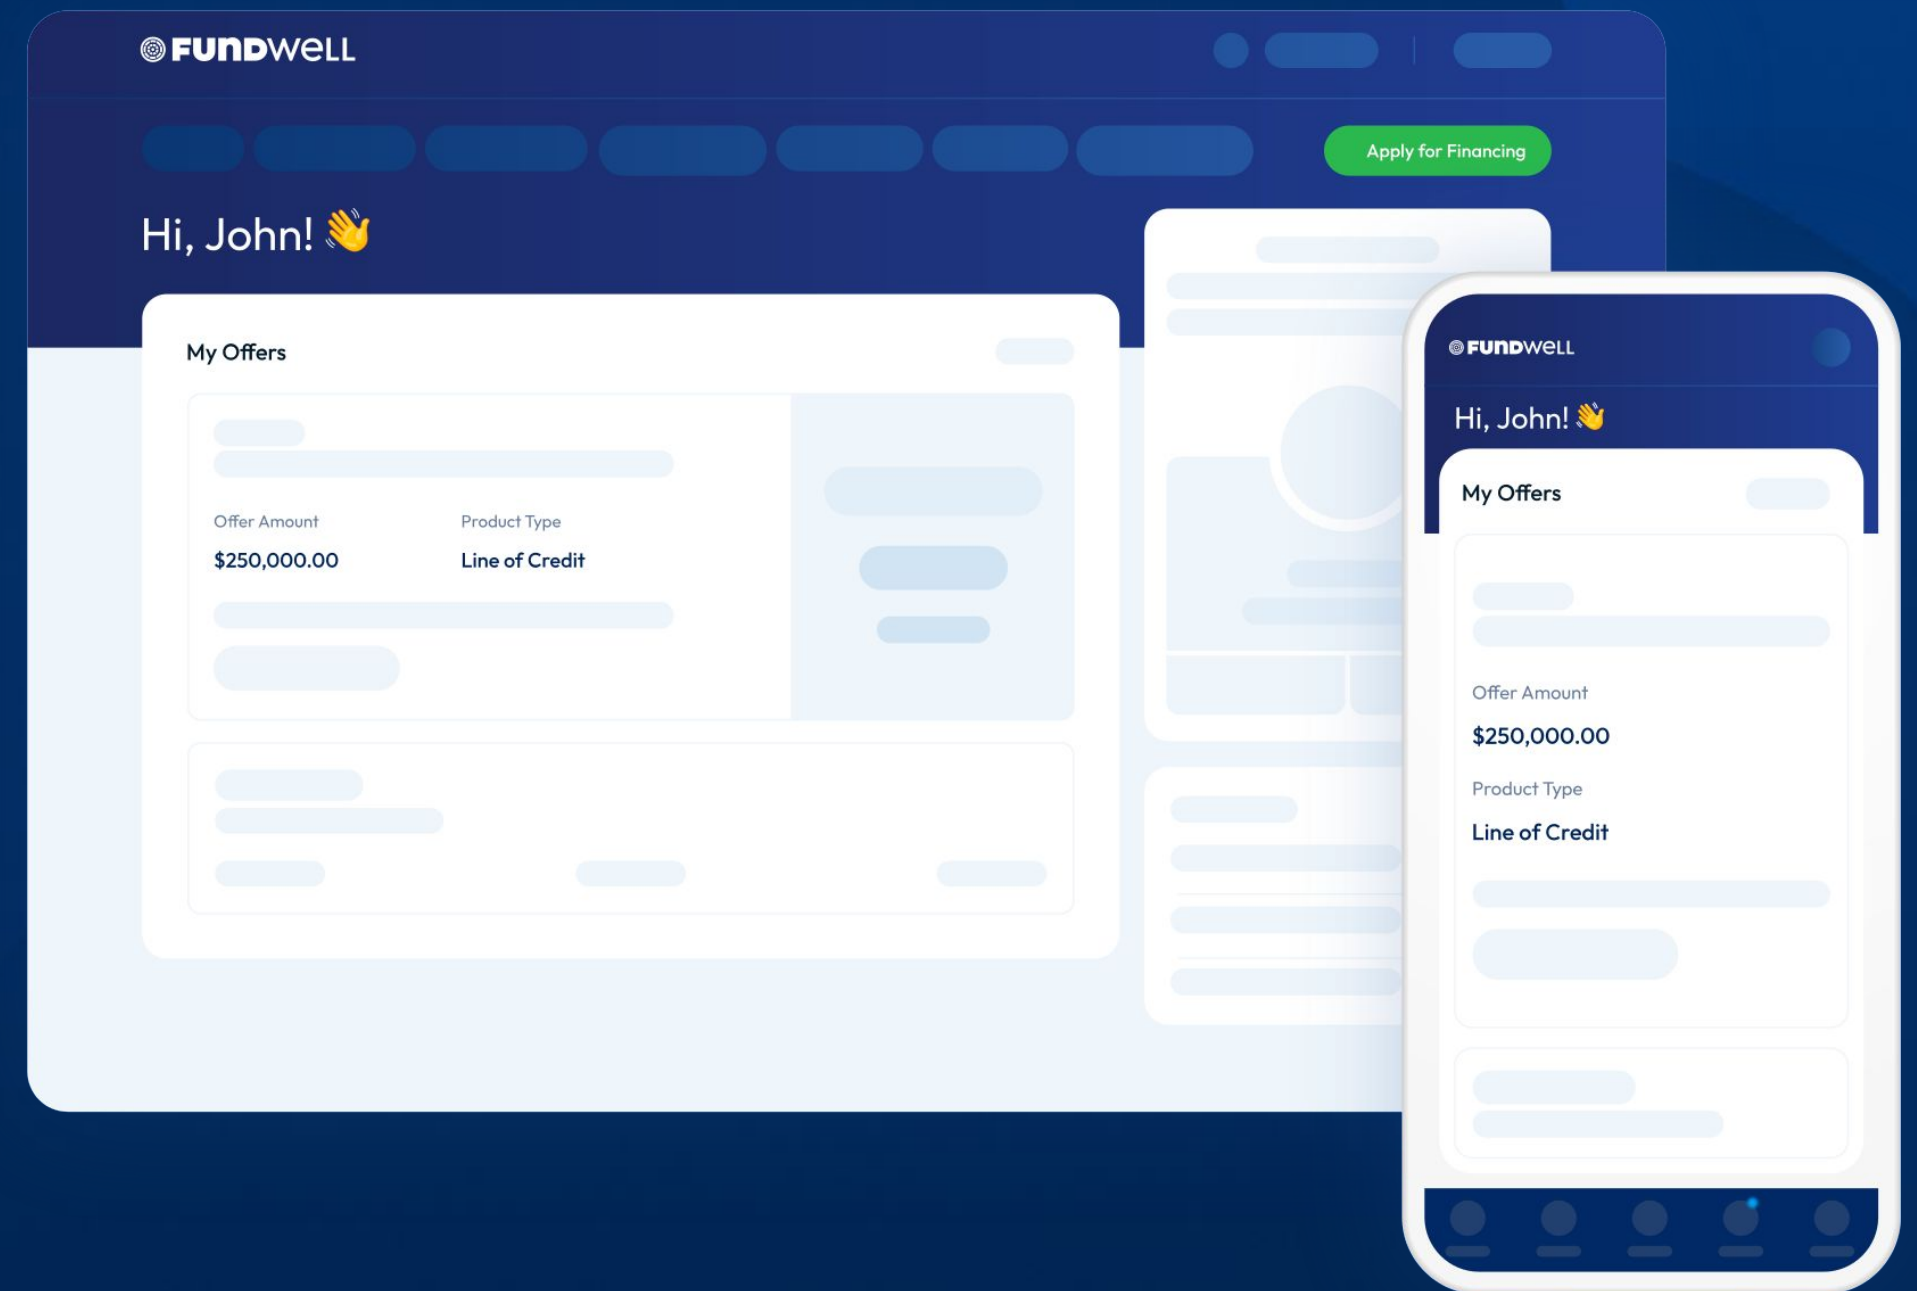 FUNDWELL
Apply for Financing
Hi, John! 👋
My Offers
Offer Amount Product Type
$250,000.00 Line of Credit
FUNDWELL
Hi, John! 👋
My Offers
Offer Amount
$250,000.00
Product Type
Line of Credit